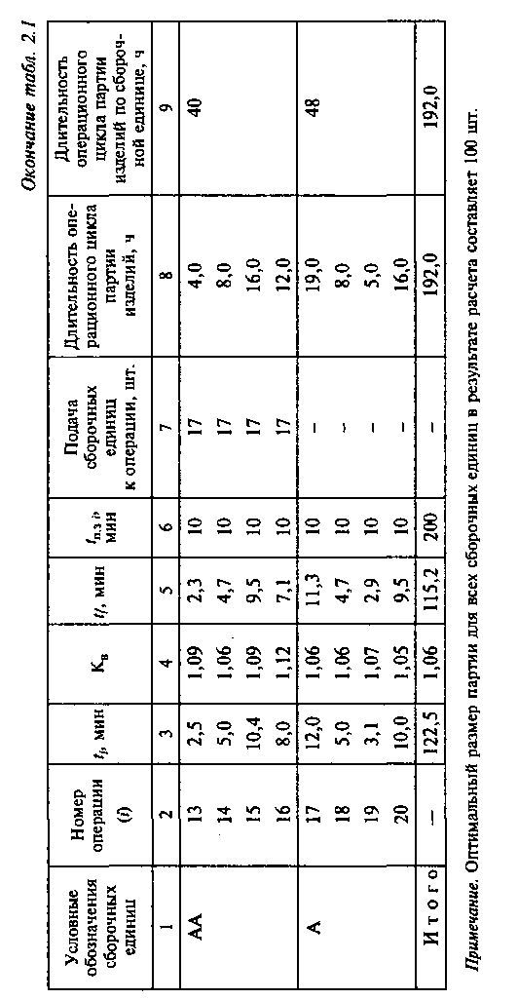 Окончание табл. 2.1
Условные обозначения сборочных единиц | Номер операции (i) | tᵢ, мин | Kв | tᵢ, мин | tп.з i, мин | Подача сборочных единиц к операции, шт. | Длительность операционного цикла партии изделий, ч | Длительность операционного цикла партии изделий по сборочной единице, ч
1 | 2 | 3 | 4 | 5 | 6 | 7 | 8 | 9
АА | 13 | 2,5 | 1,09 | 2,3 | 10 | 17 | 4,0 | 40
14 | 5,0 | 1,06 | 4,7 | 10 | 17 | 8,0
15 | 10,4 | 1,09 | 9,5 | 10 | 17 | 16,0
16 | 8,0 | 1,12 | 7,1 | 10 | 17 | 12,0
А | 17 | 12,0 | 1,06 | 11,3 | 10 | – | 19,0 | 48
18 | 5,0 | 1,06 | 4,7 | 10 | – | 8,0
19 | 3,1 | 1,07 | 2,9 | 10 | – | 5,0
20 | 10,0 | 1,05 | 9,5 | 10 | – | 16,0
Итого | — | 122,5 | 1,06 | 115,2 | 200 | – | 192,0 | 192,0
Примечание. Оптимальный размер партии для всех сборочных единиц в результате расчета составляет 100 шт.